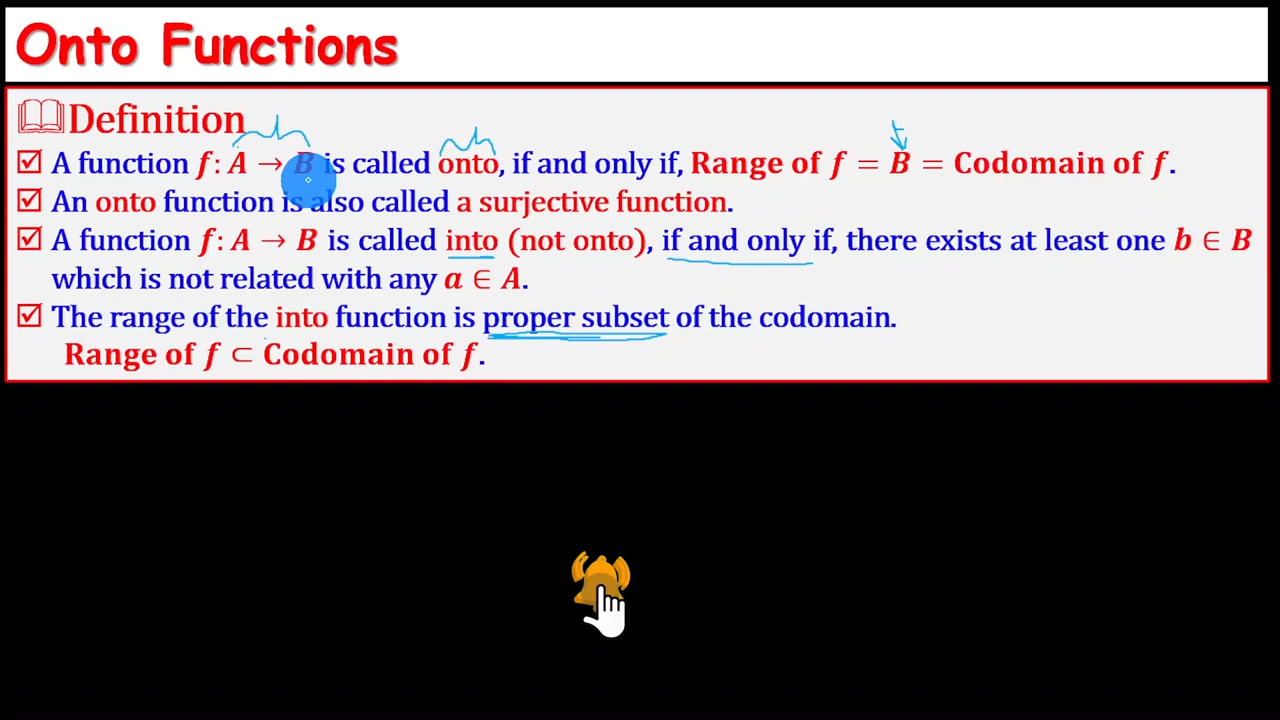 Onto Functions
Definition
A function f: A → B is called onto, if and only if, Range of f = B = Codomain of f.
An onto function is also called a surjective function.
A function f: A → B is called into (not onto), if and only if, there exists at least one b ∈ B
which is not related with any a ∈ A.
The range of the into function is proper subset of the codomain.
Range of f ⊂ Codomain of f.